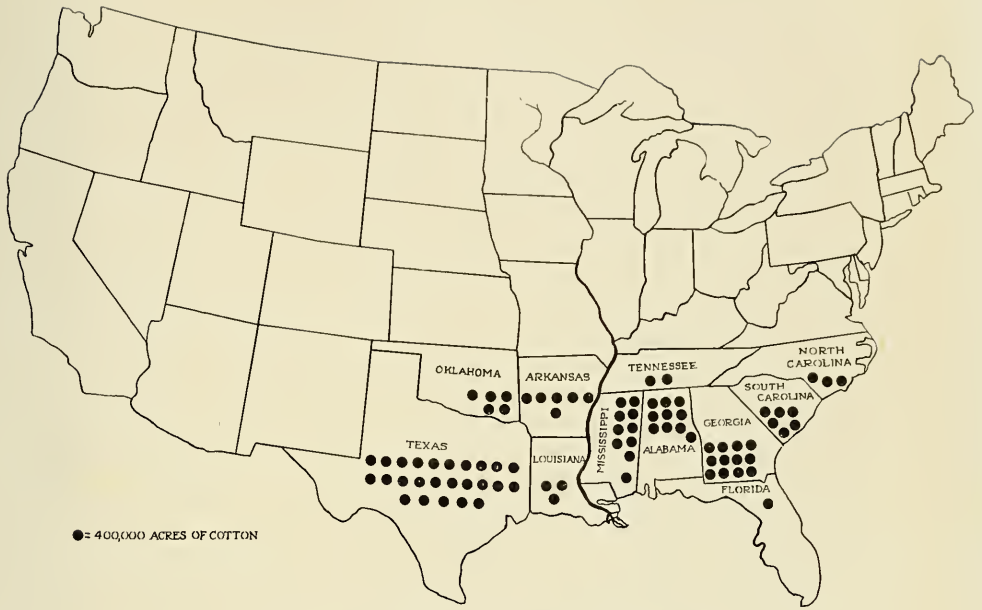 OKLAHOMA
ARKANSAS
TENNESSEE
NORTH
CAROLINA
SOUTH
CAROLINA
TEXAS
LOUISIANA
MISSISSIPPI
ALABAMA
GEORGIA
FLORIDA
= 400,000 ACRES OF COTTON